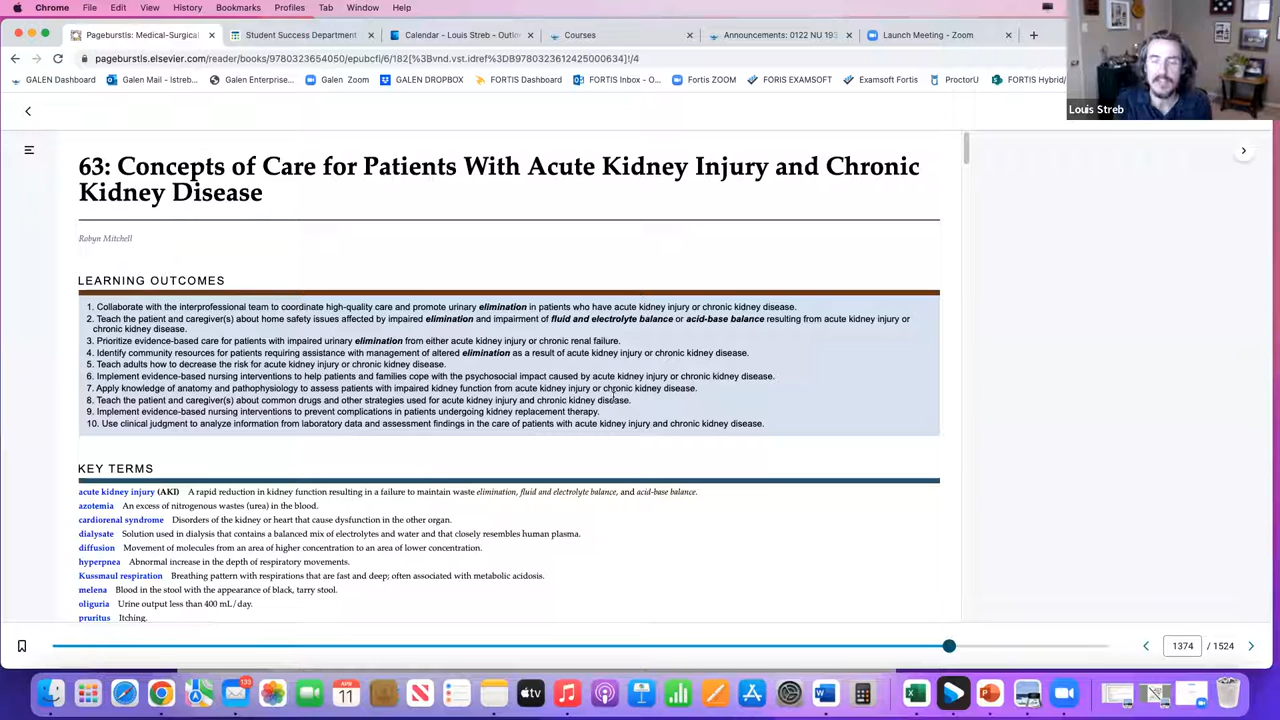 Chrome File Edit View History Bookmarks Profiles Tab Window Help
Pageburstls: Medical-Surgical Student Success Department Calendar - Louis Streb - Outlo Courses Announcements: 0122 NU 193 Launch Meeting - Zoom
pageburstls.elsevier.com/reader/books/9780323654050/epubcfi/6/182[%3Bvnd.vst.idref%3DB9780323612425000634]!/4
GALEN Dashboard Galen Mail - lstreb... Galen Enterprise... Galen Zoom GALEN DROPBOX FORTIS Dashboard FORTIS Inbox - O... Fortis ZOOM FORIS EXAMSOFT Examsoft Fortis ProctorU FORTIS Hybrid/
Louis Streb
63: Concepts of Care for Patients With Acute Kidney Injury and Chronic
Kidney Disease
Robyn Mitchell
LEARNING OUTCOMES
1. Collaborate with the interprofessional team to coordinate high-quality care and promote urinary elimination in patients who have acute kidney injury or chronic kidney disease.
2. Teach the patient and caregiver(s) about home safety issues affected by impaired elimination and impairment of fluid and electrolyte balance or acid-base balance resulting from acute kidney injury or
chronic kidney disease.
3. Prioritize evidence-based care for patients with impaired urinary elimination from either acute kidney injury or chronic renal failure.
4. Identify community resources for patients requiring assistance with management of altered elimination as a result of acute kidney injury or chronic kidney disease.
5. Teach adults how to decrease the risk for acute kidney injury or chronic kidney disease.
6. Implement evidence-based nursing interventions to help patients and families cope with the psychosocial impact caused by acute kidney injury or chronic kidney disease.
7. Apply knowledge of anatomy and pathophysiology to assess patients with impaired kidney function from acute kidney injury or chronic kidney disease.
8. Teach the patient and caregiver(s) about common drugs and other strategies used for acute kidney injury and chronic kidney disease.
9. Implement evidence-based nursing interventions to prevent complications in patients undergoing kidney replacement therapy.
10. Use clinical judgment to analyze information from laboratory data and assessment findings in the care of patients with acute kidney injury and chronic kidney disease.
KEY TERMS
acute kidney injury (AKI) A rapid reduction in kidney function resulting in a failure to maintain waste elimination, fluid and electrolyte balance, and acid-base balance.
azotemia An excess of nitrogenous wastes (urea) in the blood.
cardiorenal syndrome Disorders of the kidney or heart that cause dysfunction in the other organ.
dialysate Solution used in dialysis that contains a balanced mix of electrolytes and water and that closely resembles human plasma.
diffusion Movement of molecules from an area of higher concentration to an area of lower concentration.
hyperpnea Abnormal increase in the depth of respiratory movements.
Kussmaul respiration Breathing pattern with respirations that are fast and deep; often associated with metabolic acidosis.
melena Blood in the stool with the appearance of black, tarry stool.
oliguria Urine output less than 400 mL/day.
pruritus Itching.
1374 / 1524
133
APR
11
tv